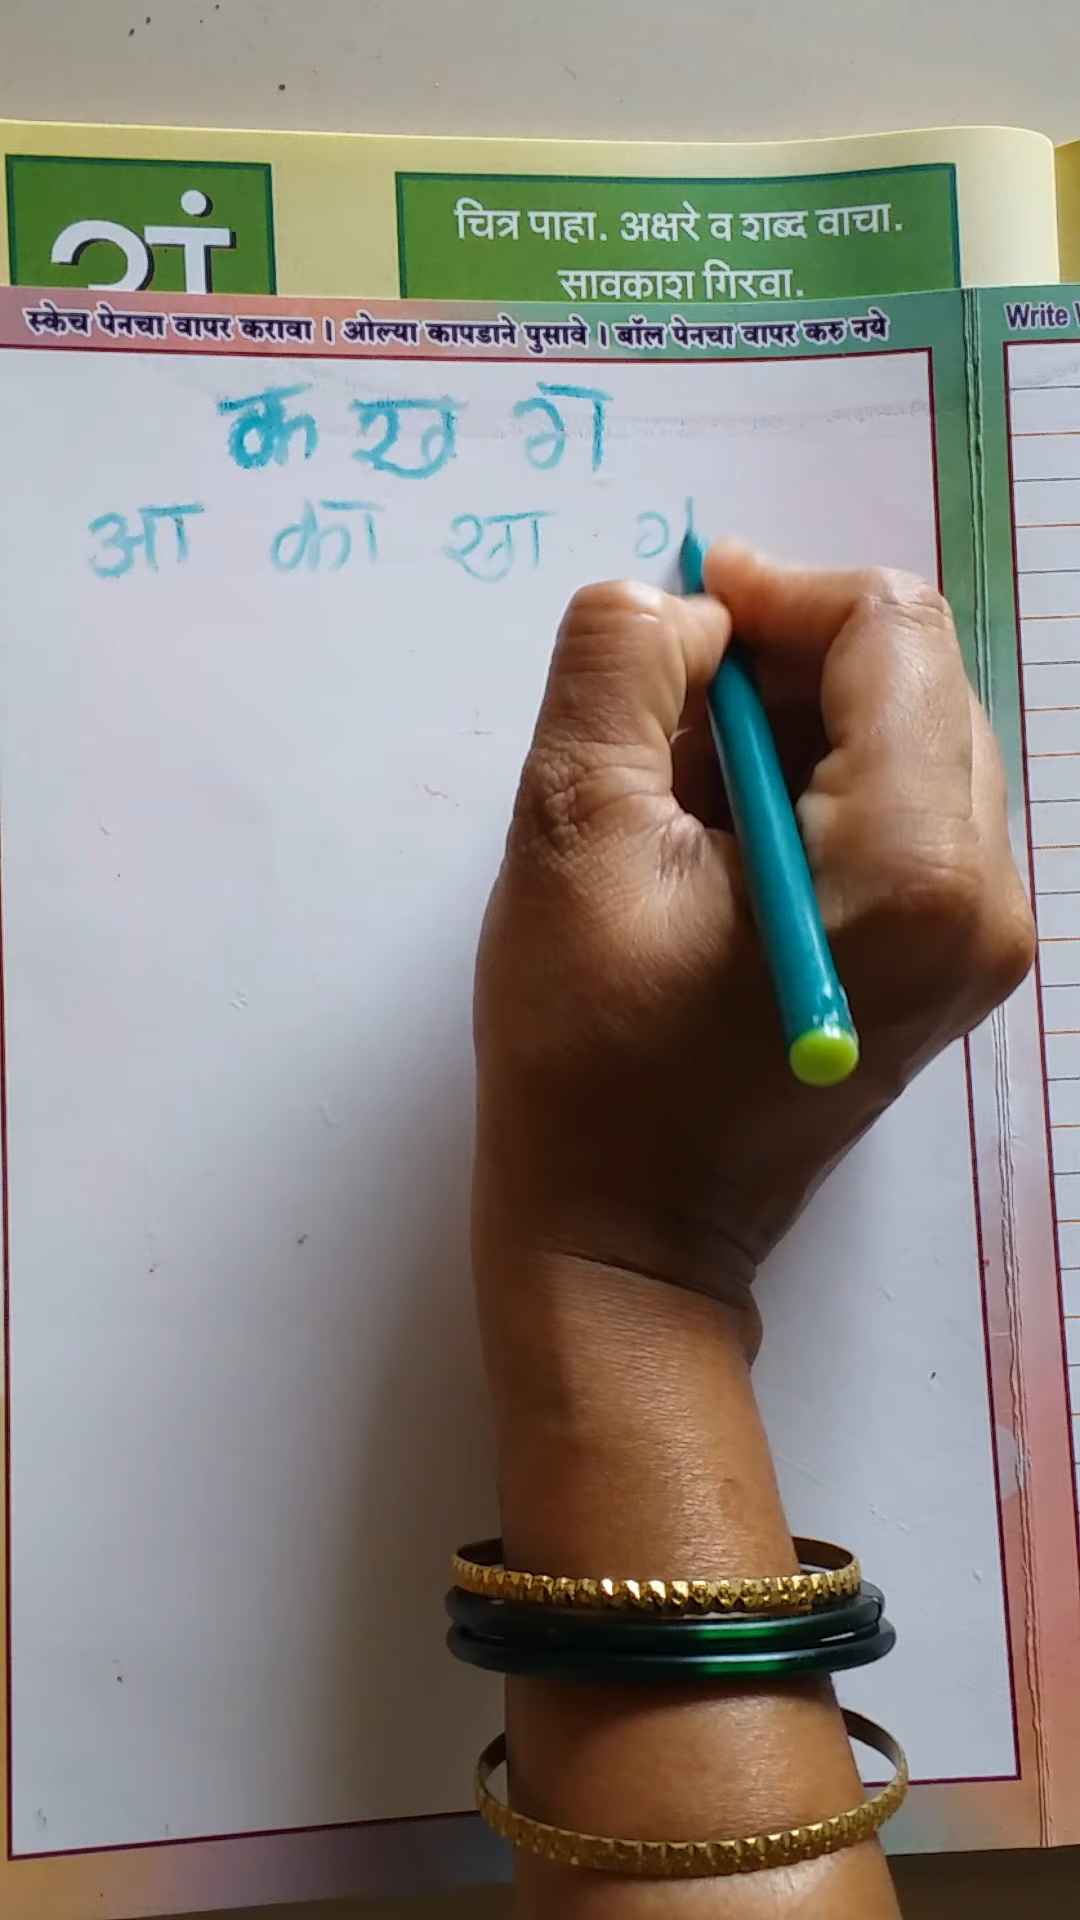 अं
चित्र पाहा. अक्षरे व शब्द वाचा.
सावकाश गिरवा.
स्केच पेनचा वापर करावा । ओल्या कापडाने पुसावे । बॉल पेनचा वापर करु नये
Write
क ख ग
आ का खा ग